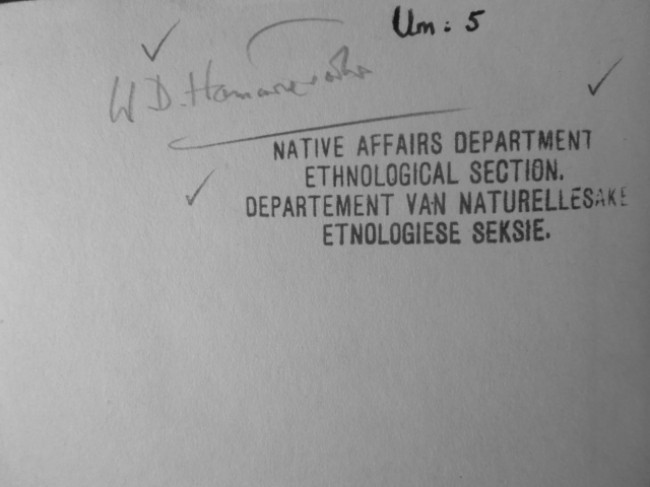 Um: 5
W D. Hammond-Tooke
NATIVE AFFAIRS DEPARTMENT
ETHNOLOGICAL SECTION.
DEPARTEMENT VAN NATURELLESAKE
ETNOLOGIESE SEKSIE.